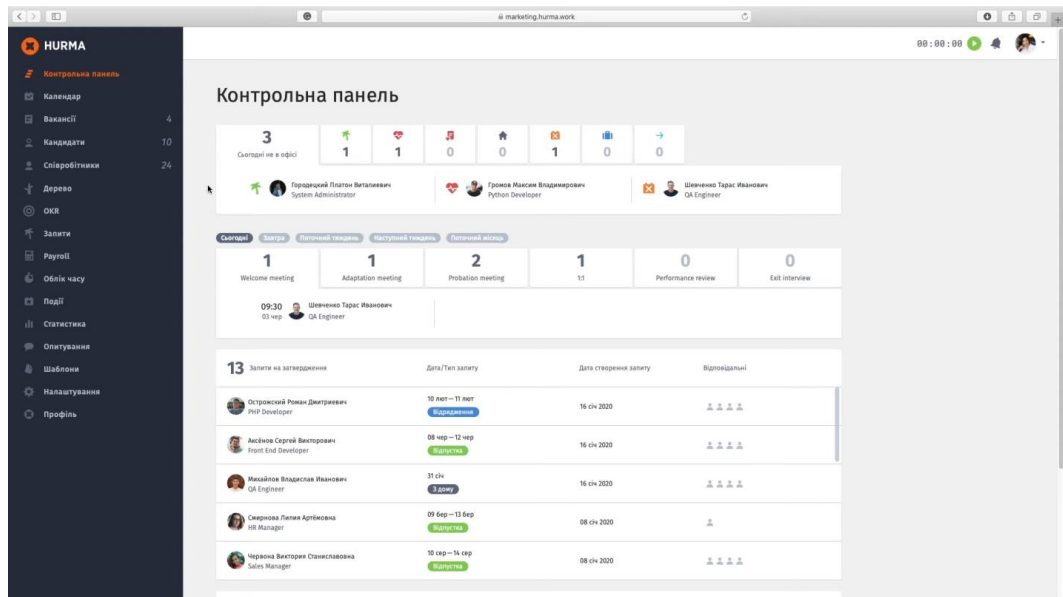 marketing.hurma.work
HURMA
00:00:00
Контрольна панель
Календар
Вакансії 4
Кандидати 10
Співробітники 24
Дерево
OKR
Запити
Payroll
Облік часу
Події
Статистика
Опитування
Шаблони
Налаштування
Профіль
Контрольна панель
3 1 1 0 0 1 0 0
Сьогодні не в офісі
Городецкий Платон Виталиевич
System Administrator
Громов Максим Владимирович
Python Developer
Шевченко Тарас Иванович
QA Engineer
Сьогодні Завтра Поточний тиждень Наступний тиждень Поточний місяць
1 1 2 1 0 0
Welcome meeting Adaptation meeting Probation meeting 1:1 Performance review Exit interview
09:30 Шевченко Тарас Иванович
03 чер QA Engineer
13 Запити на затвердження Дата/Тип запиту Дата створення запиту Відповідальні
Острожский Роман Дмитриевич 10 лют — 11 лют 16 січ 2020
PHP Developer Відрядження
Аксёнов Сергей Викторович 08 чер — 12 чер 16 січ 2020
Front End Developer Відпустка
Михайлов Владислав Иванович 31 січ 16 січ 2020
QA Engineer З дому
Смирнова Лилия Артёмовна 09 бер — 13 бер 08 січ 2020
HR Manager Відпустка
Червона Виктория Станиславовна 10 сер — 14 сер 08 січ 2020
Sales Manager Відпустка